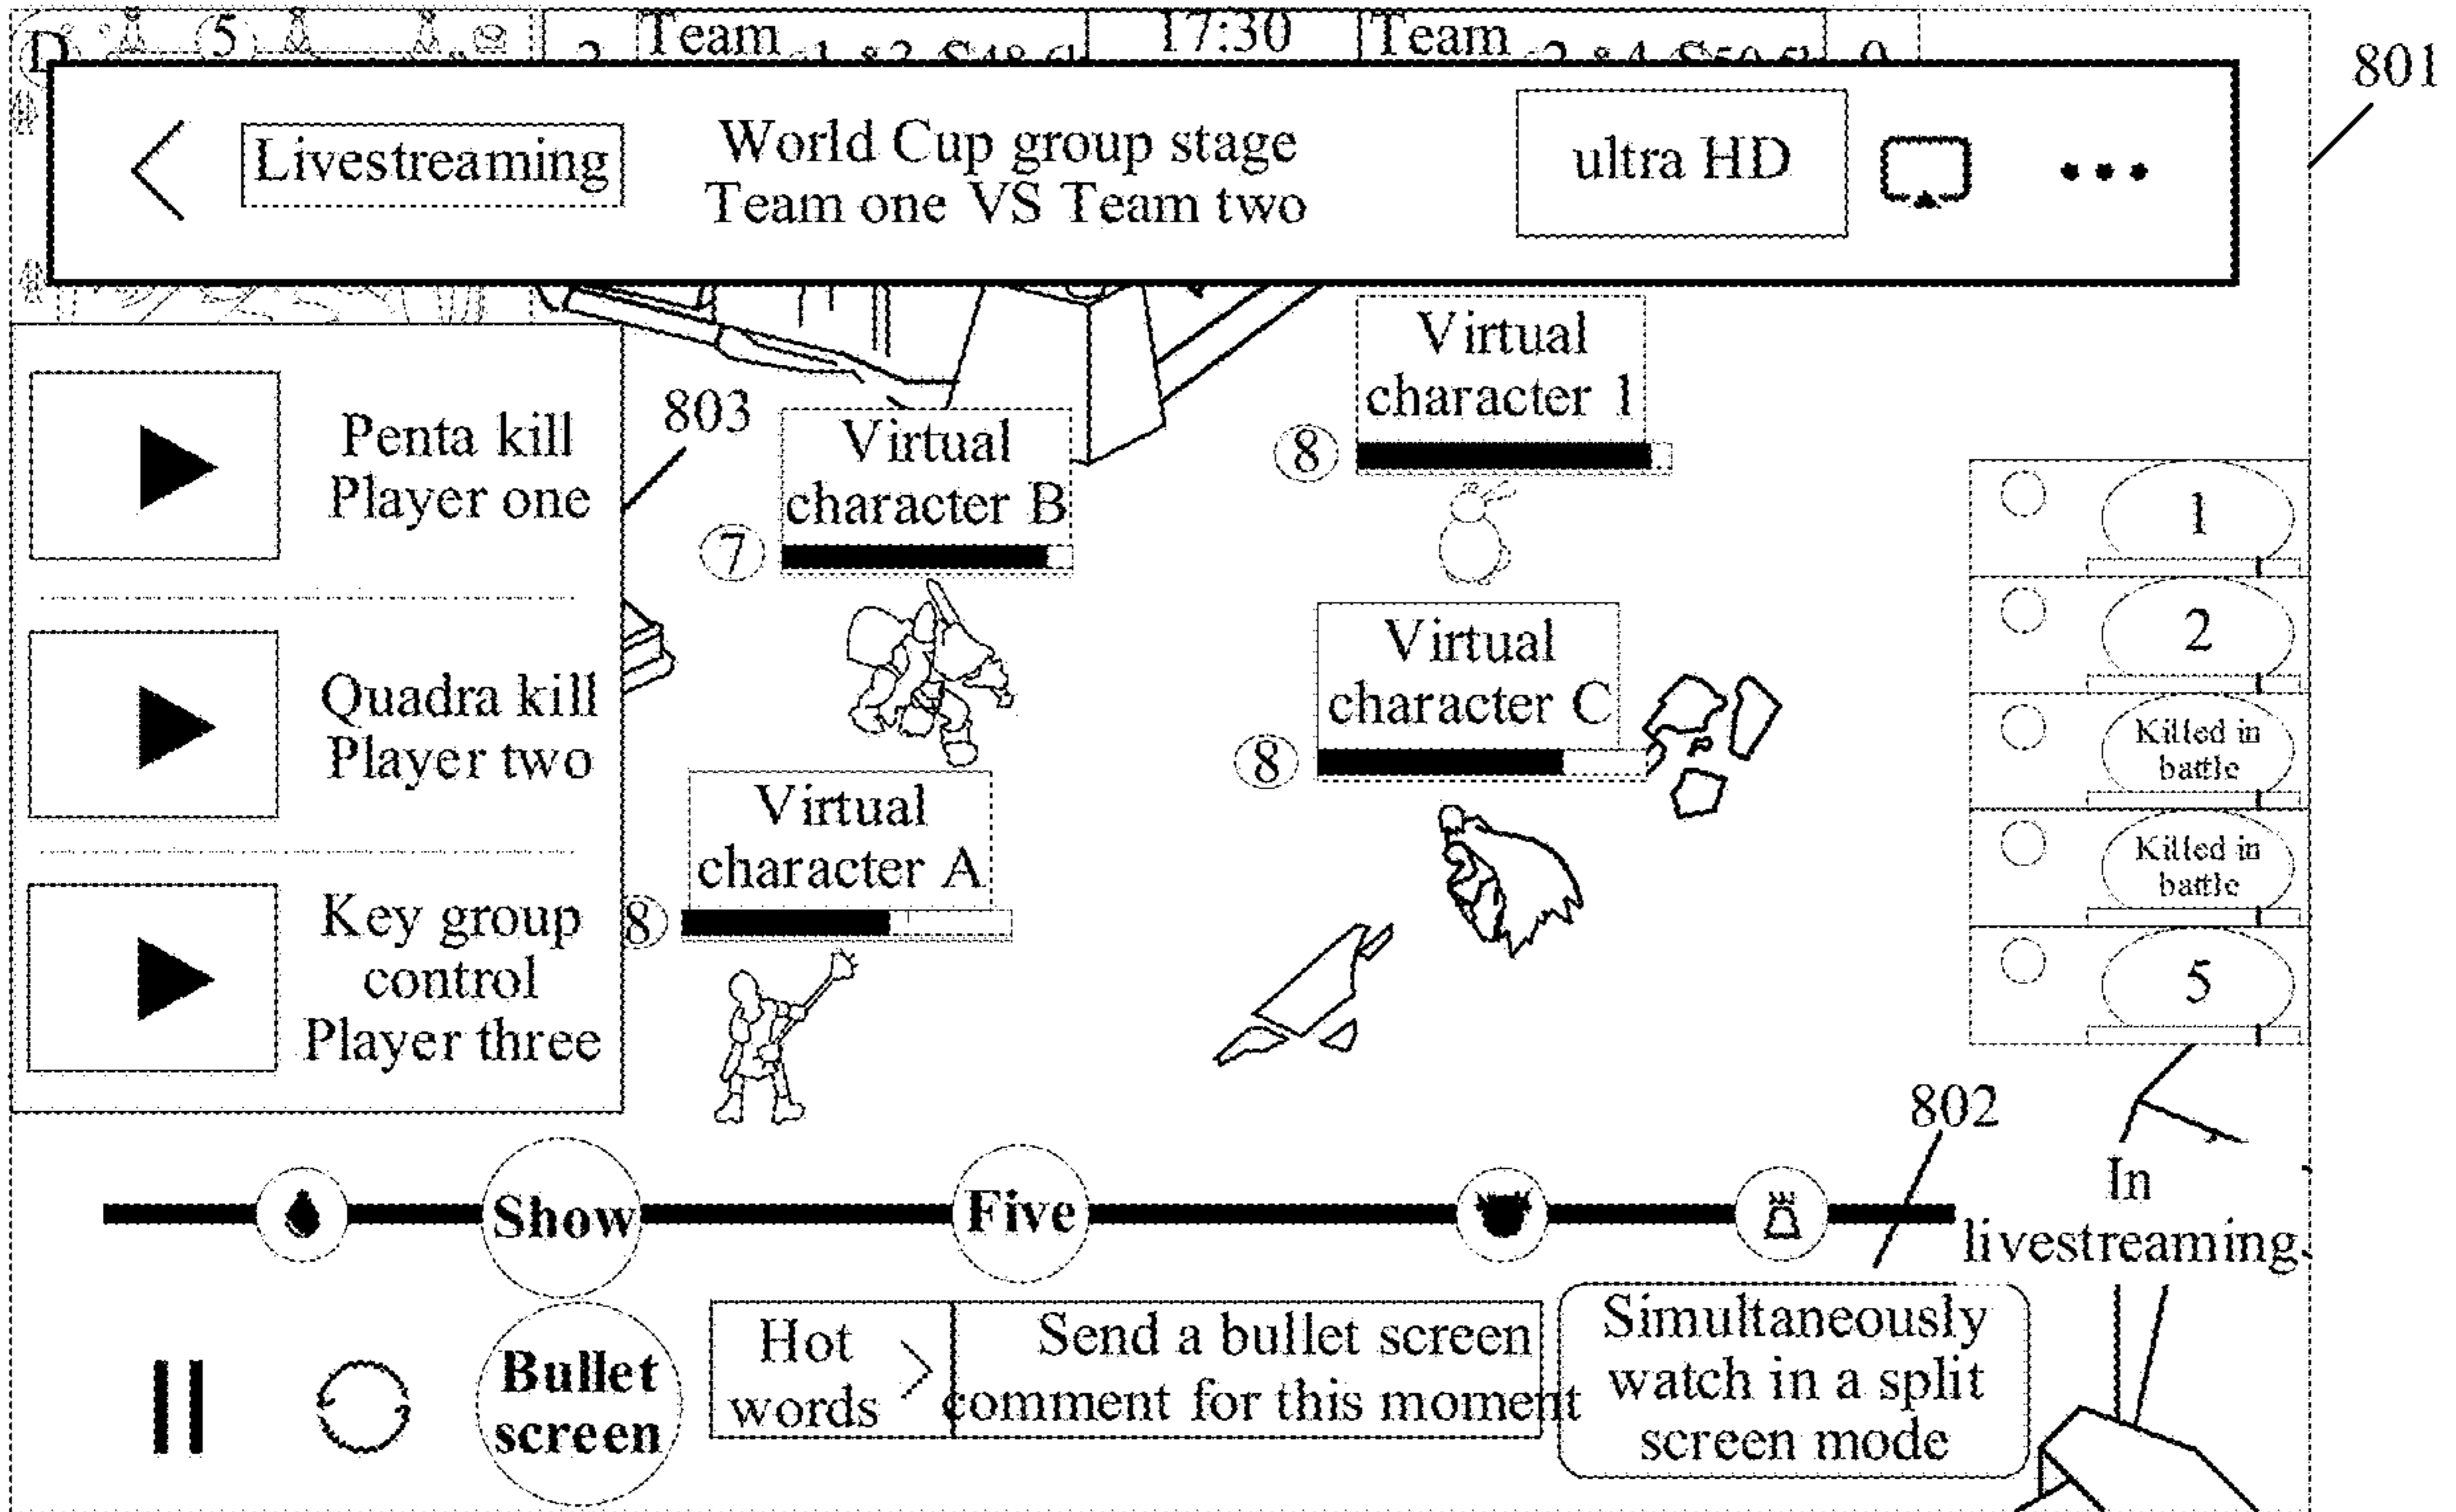 5
Team
17:30
Team
801
Livestreaming
World Cup group stage
Team one VS Team two
ultra HD
Penta kill
Player one
803
Virtual
character B
7
Virtual
character 1
8
Quadra kill
Player two
Virtual
character C
8
Virtual
character A
8
Key group
control
Player three
1
2
Killed in
battle
Killed in
battle
5
802
Show
Five
In
livestreaming
Bullet
screen
Hot
words
Send a bullet screen
comment for this moment
Simultaneously
watch in a split
screen mode